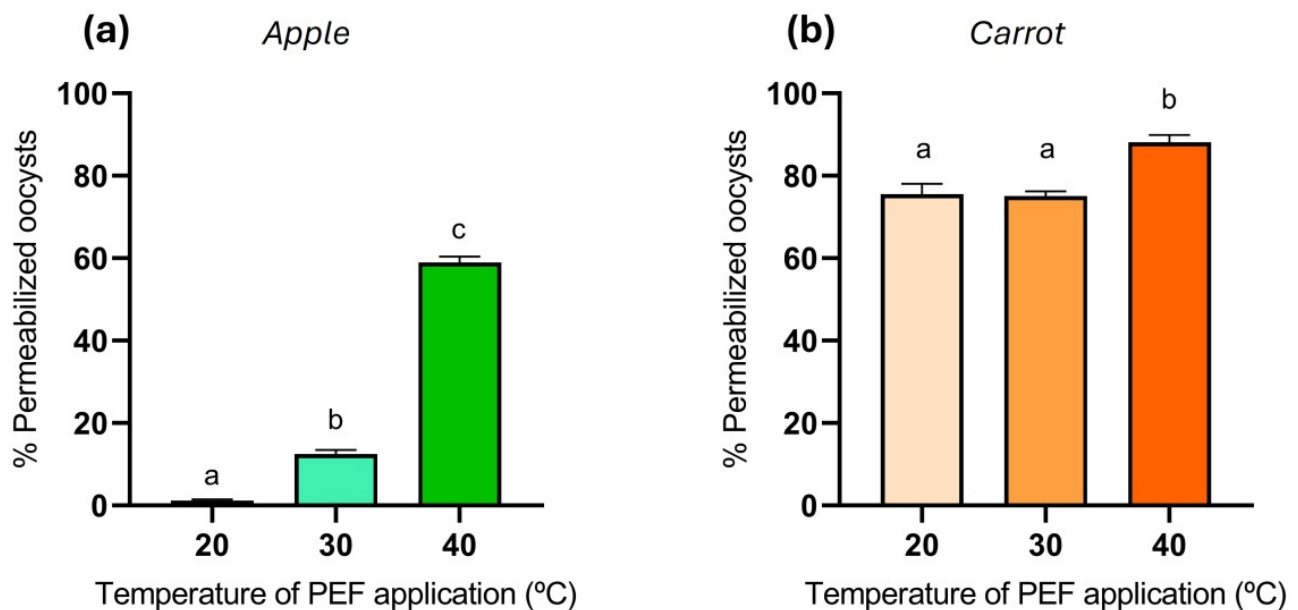 (a) Apple
% Permeabilized oocysts
100
80
60
40
20
0
a
b
c
20 30 40
Temperature of PEF application (ºC)
(b) Carrot
% Permeabilized oocysts
100
80
60
40
20
0
a
a
b
20 30 40
Temperature of PEF application (ºC)